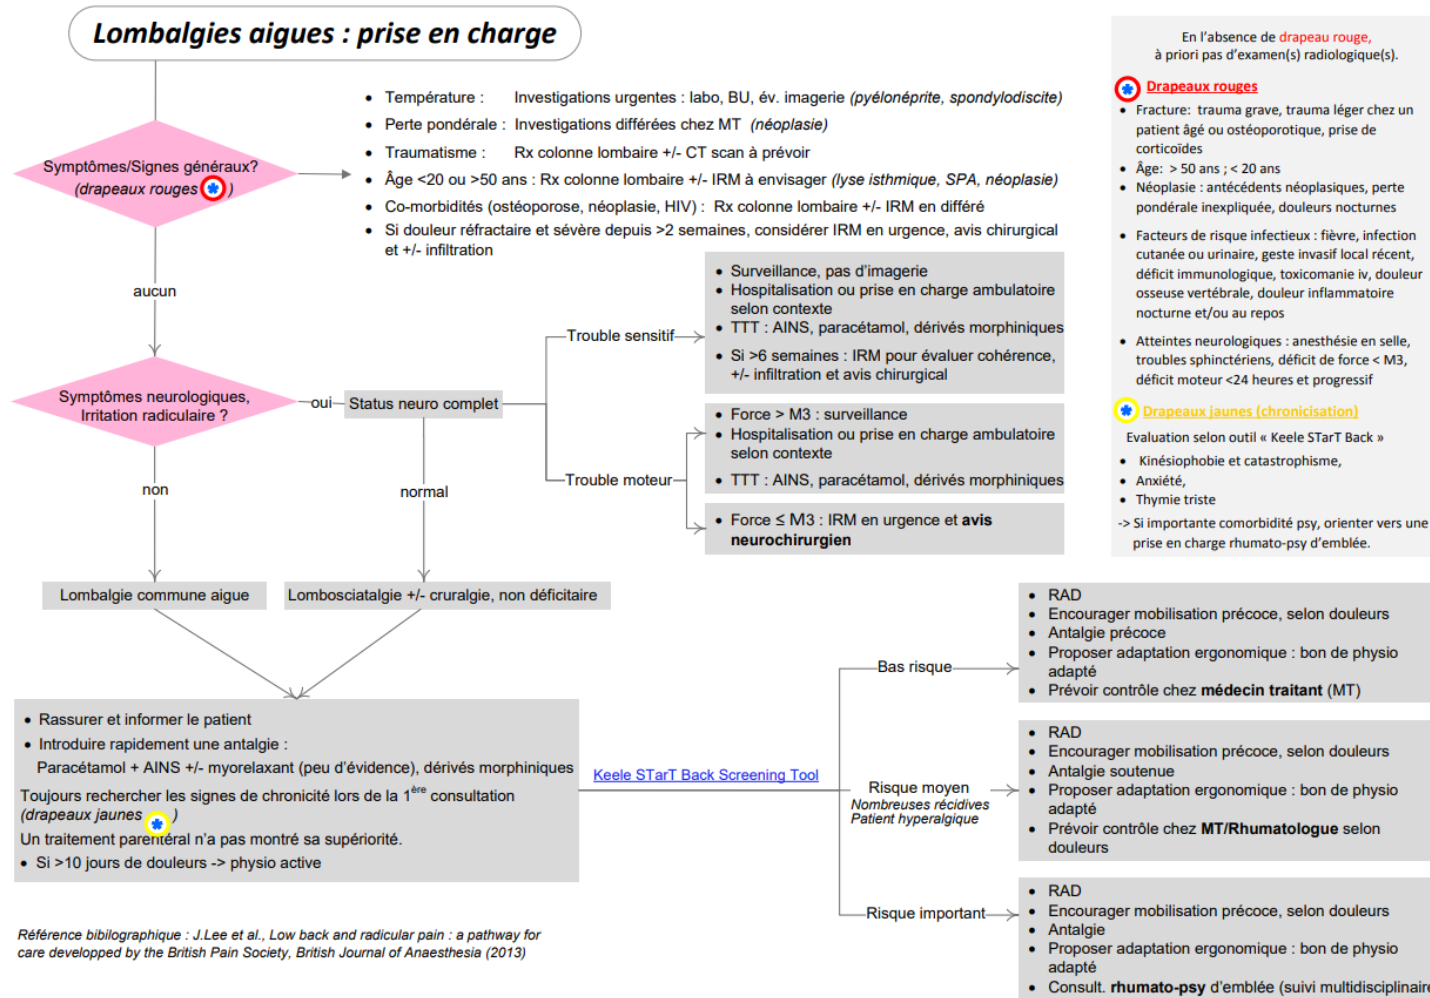 Lombalgies aigues : prise en charge
Symptômes/Signes généraux?
(drapeaux rouges * )
• Température : Investigations urgentes : labo, BU, év. imagerie (pyélonéprite, spondylodiscite)
• Perte pondérale : Investigations différées chez MT (néoplasie)
• Traumatisme : Rx colonne lombaire +/- CT scan à prévoir
• Âge <20 ou >50 ans : Rx colonne lombaire +/- IRM à envisager (lyse isthmique, SPA, néoplasie)
• Co-morbidités (ostéoporose, néoplasie, HIV) : Rx colonne lombaire +/- IRM en différé
• Si douleur réfractaire et sévère depuis >2 semaines, considérer IRM en urgence, avis chirurgical
et +/- infiltration
aucun
Symptômes neurologiques,
Irritation radiculaire ?
oui
Status neuro complet
Trouble sensitif
• Surveillance, pas d'imagerie
• Hospitalisation ou prise en charge ambulatoire
selon contexte
• TTT : AINS, paracétamol, dérivés morphiniques
• Si >6 semaines : IRM pour évaluer cohérence,
+/- infiltration et avis chirurgical
Trouble moteur
• Force > M3 : surveillance
• Hospitalisation ou prise en charge ambulatoire
selon contexte
• TTT : AINS, paracétamol, dérivés morphiniques
• Force ≤ M3 : IRM en urgence et avis
neurochirurgien
non
normal
Lombalgie commune aigue
Lombosciatalgie +/- cruralgie, non déficitaire
• Rassurer et informer le patient
• Introduire rapidement une antalgie :
Paracétamol + AINS +/- myorelaxant (peu d'évidence), dérivés morphiniques
Toujours rechercher les signes de chronicité lors de la 1ère consultation
(drapeaux jaunes * )
Un traitement parentéral n'a pas montré sa supériorité.
• Si >10 jours de douleurs -> physio active
Keele STarT Back Screening Tool
Bas risque
• RAD
• Encourager mobilisation précoce, selon douleurs
• Antalgie précoce
• Proposer adaptation ergonomique : bon de physio
adapté
• Prévoir contrôle chez médecin traitant (MT)
Risque moyen
Nombreuses récidives
Patient hyperalgique
• RAD
• Encourager mobilisation précoce, selon douleurs
• Antalgie soutenue
• Proposer adaptation ergonomique : bon de physio
adapté
• Prévoir contrôle chez MT/Rhumatologue selon
douleurs
Risque important
• RAD
• Encourager mobilisation précoce, selon douleurs
• Antalgie
• Proposer adaptation ergonomique : bon de physio
adapté
• Consult. rhumato-psy d'emblée (suivi multidisciplinaire
En l'absence de drapeau rouge,
à priori pas d'examen(s) radiologique(s).
* Drapeaux rouges
• Fracture: trauma grave, trauma léger chez un
patient âgé ou ostéoporotique, prise de
corticoïdes
• Âge: > 50 ans ; < 20 ans
• Néoplasie : antécédents néoplasiques, perte
pondérale inexpliquée, douleurs nocturnes
• Facteurs de risque infectieux : fièvre, infection
cutanée ou urinaire, geste invasif local récent,
déficit immunologique, toxicomanie iv, douleur
osseuse vertébrale, douleur inflammatoire
nocturne et/ou au repos
• Atteintes neurologiques : anesthésie en selle,
troubles sphinctériens, déficit de force < M3,
déficit moteur <24 heures et progressif
* Drapeaux jaunes (chronicisation)
Evaluation selon outil « Keele STarT Back »
• Kinésiophobie et catastrophisme,
• Anxiété,
• Thymie triste
-> Si importante comorbidité psy, orienter vers une
prise en charge rhumato-psy d'emblée.
Référence bibilographique : J.Lee et al., Low back and radicular pain : a pathway for
care developped by the British Pain Society, British Journal of Anaesthesia (2013)